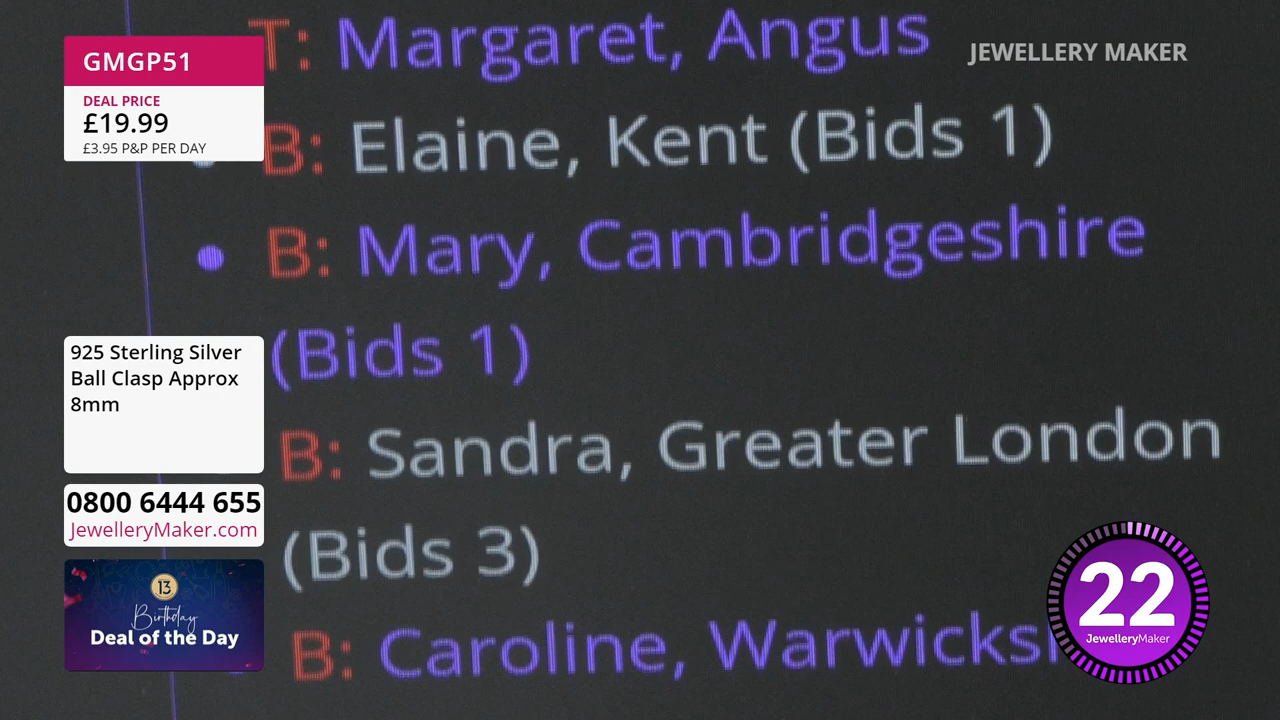 GMGP51
DEAL PRICE
£19.99
£3.95 P&P PER DAY
JEWELLERY MAKER
T: Margaret, Angus
B: Elaine, Kent (Bids 1)
B: Mary, Cambridgeshire
(Bids 1)
B: Sandra, Greater London
(Bids 3)
B: Caroline,
925 Sterling Silver
Ball Clasp Approx
8mm
0800 6444 655
JewelleryMaker.com
13
Birthday
Deal of the Day
22
JewelleryMaker